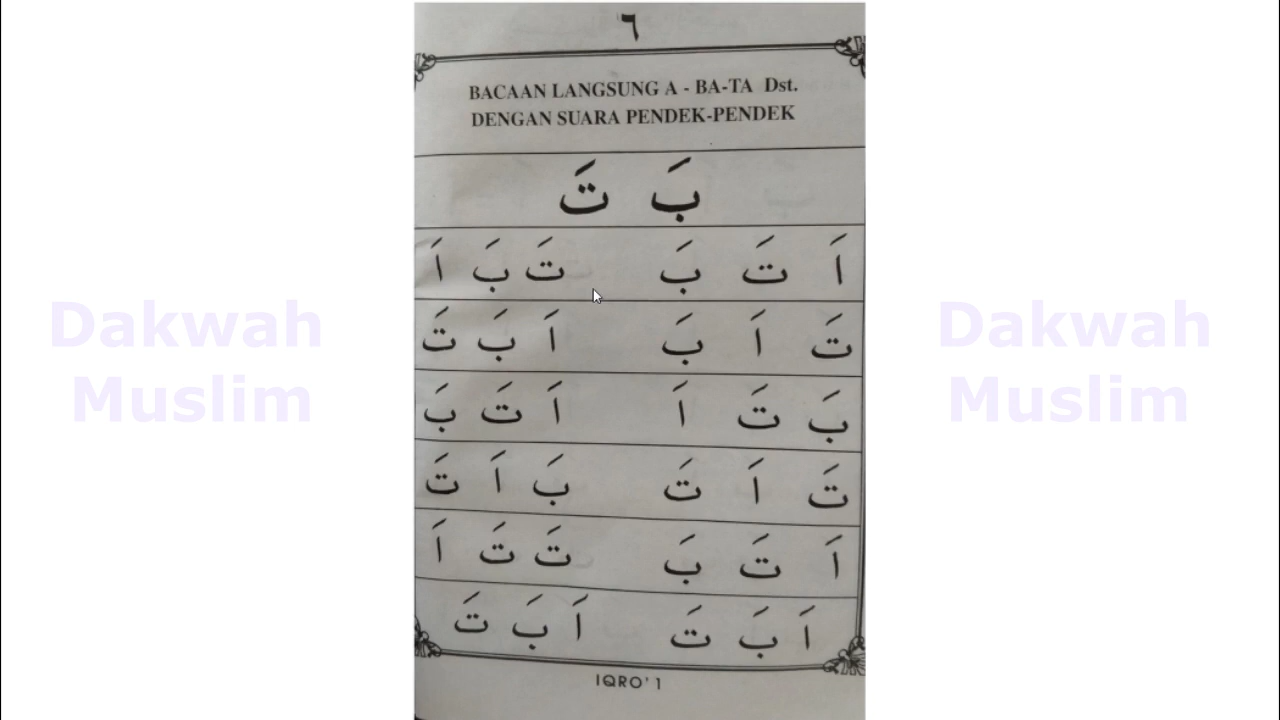 ٦
BACAAN LANGSUNG A - BA-TA Dst.
DENGAN SUARA PENDEK-PENDEK
بَ تَ
اَ تَ بَ تَ بَ اَ
تَ اَ بَ اَ بَ تَ
بَ تَ اَ اَ تَ بَ
تَ اَ تَ بَ اَ تَ
اَ تَ بَ تَ تَ اَ
اَ بَ تَ اَ بَ تَ
IQRO' 1
Dakwah
Muslim
Dakwah
Muslim